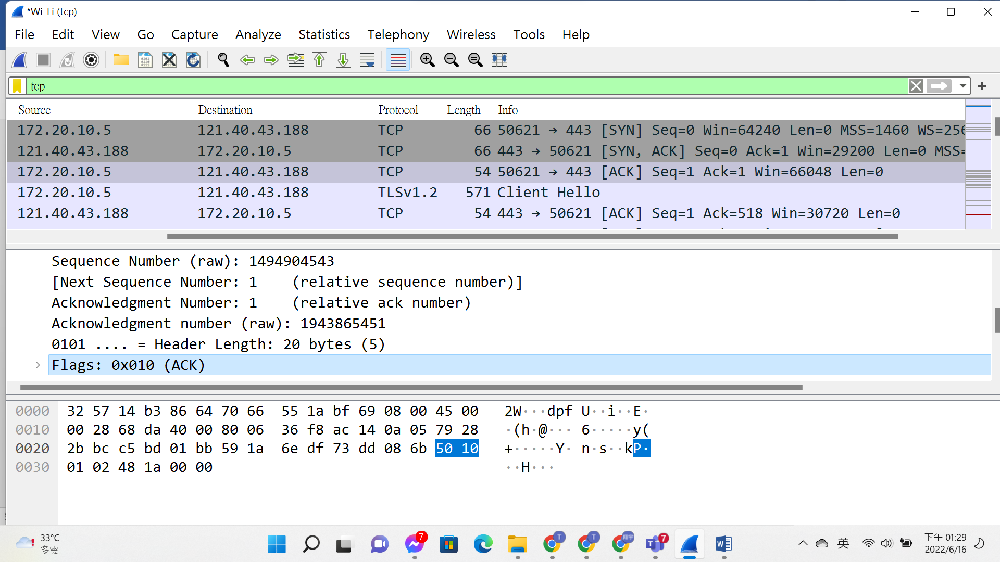 *Wi-Fi (tcp)
File Edit View Go Capture Analyze Statistics Telephony Wireless Tools Help
tcp
Source Destination Protocol Length Info
172.20.10.5 121.40.43.188 TCP 66 50621 → 443 [SYN] Seq=0 Win=64240 Len=0 MSS=1460 WS=256
121.40.43.188 172.20.10.5 TCP 66 443 → 50621 [SYN, ACK] Seq=0 Ack=1 Win=29200 Len=0 MSS=
172.20.10.5 121.40.43.188 TCP 54 50621 → 443 [ACK] Seq=1 Ack=1 Win=66048 Len=0
172.20.10.5 121.40.43.188 TLSv1.2 571 Client Hello
121.40.43.188 172.20.10.5 TCP 54 443 → 50621 [ACK] Seq=1 Ack=518 Win=30720 Len=0
Sequence Number (raw): 1494904543
[Next Sequence Number: 1 (relative sequence number)]
Acknowledgment Number: 1 (relative ack number)
Acknowledgment number (raw): 1943865451
0101 .... = Header Length: 20 bytes (5)
Flags: 0x010 (ACK)
0000 32 57 14 b3 86 64 70 66 55 1a bf 69 08 00 45 00 2W···dpf U··i··E·
0010 00 28 68 da 40 00 80 06 36 f8 ac 14 0a 05 79 28 ·(h·@··· 6·····y(
0020 2b bc c5 bd 01 bb 59 1a 6e df 73 dd 08 6b 50 10 +·····Y· n·s··kP·
0030 01 02 48 1a 00 00 ··H···
33°C
多雲
7
T
T
翔宇
7
英
下午 01:29
2022/6/16